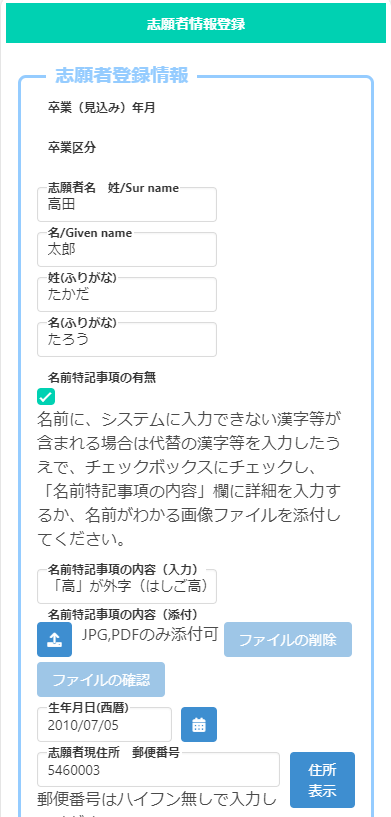 志願者情報登録
志願者登録情報
卒業（見込み）年月
卒業区分
志願者名　姓/Sur name
高田
名/Given name
太郎
姓(ふりがな)
たかだ
名(ふりがな)
たろう
名前特記事項の有無
名前に、システムに入力できない漢字等が
含まれる場合は代替の漢字等を入力したう
えで、チェックボックスにチェックし、
「名前特記事項の内容」欄に詳細を入力す
るか、名前がわかる画像ファイルを添付し
てください。
名前特記事項の内容（入力）
「高」が外字（はしご高）
名前特記事項の内容（添付）
JPG,PDFのみ添付可 ファイルの削除
ファイルの確認
生年月日(西暦)
2010/07/05
志願者現住所　郵便番号
5460003
住所
表示
郵便番号はハイフン無しで入力し